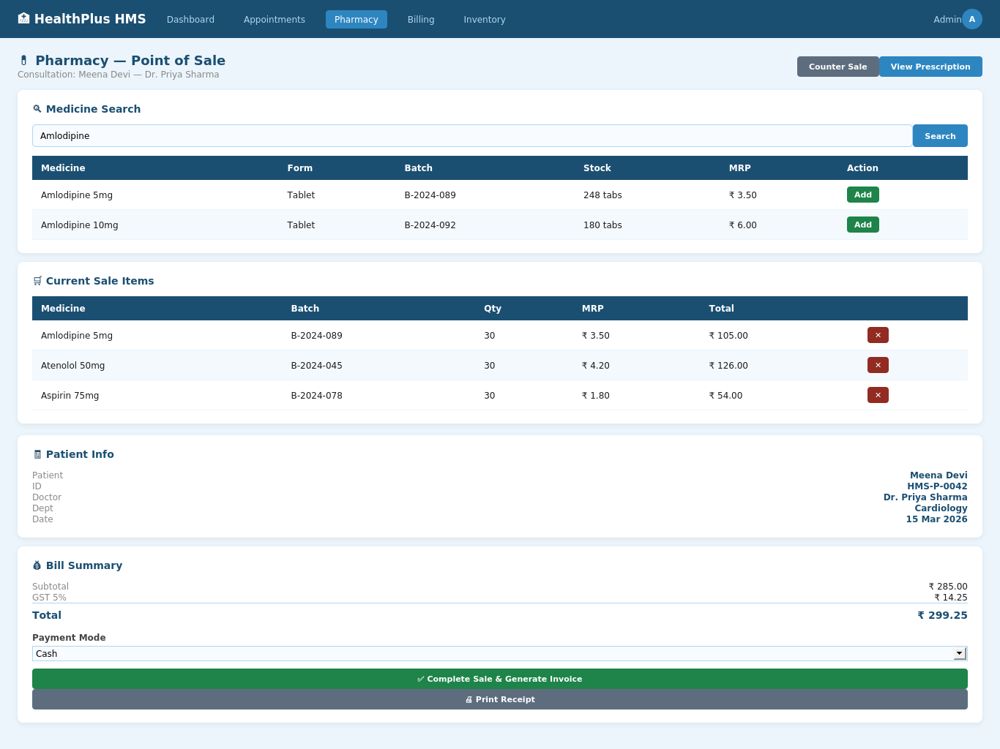 HealthPlus HMS Dashboard Appointments Pharmacy Billing Inventory Admin A
Pharmacy — Point of Sale
Consultation: Meena Devi — Dr. Priya Sharma
Counter Sale View Prescription
Medicine Search
Amlodipine Search
Medicine Form Batch Stock MRP Action
Amlodipine 5mg Tablet B-2024-089 248 tabs ₹ 3.50 Add
Amlodipine 10mg Tablet B-2024-092 180 tabs ₹ 6.00 Add
Current Sale Items
Medicine Batch Qty MRP Total
Amlodipine 5mg B-2024-089 30 ₹ 3.50 ₹ 105.00 ✕
Atenolol 50mg B-2024-045 30 ₹ 4.20 ₹ 126.00 ✕
Aspirin 75mg B-2024-078 30 ₹ 1.80 ₹ 54.00 ✕
Patient Info
Patient Meena Devi
ID HMS-P-0042
Doctor Dr. Priya Sharma
Dept Cardiology
Date 15 Mar 2026
Bill Summary
Subtotal ₹ 285.00
GST 5% ₹ 14.25
Total ₹ 299.25
Payment Mode
Cash
✅ Complete Sale & Generate Invoice
Print Receipt